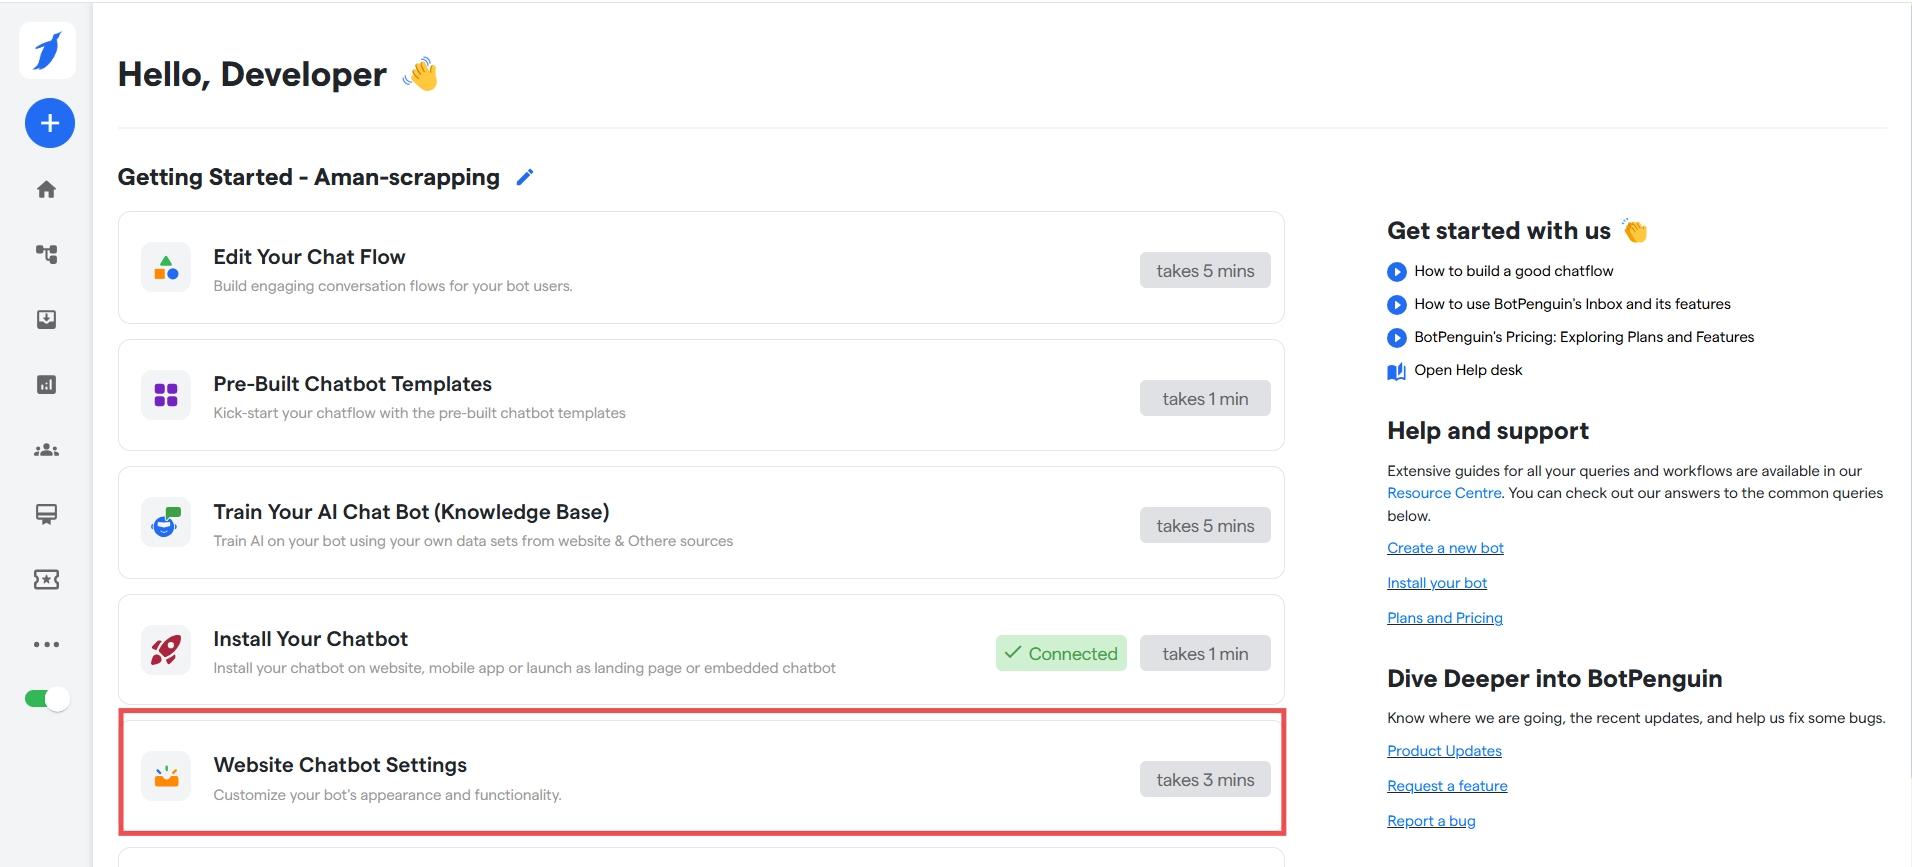 Hello, Developer
Getting Started - Aman-scrapping
Edit Your Chat Flow
Build engaging conversation flows for your bot users.
takes 5 mins
Pre-Built Chatbot Templates
Kick-start your chatflow with the pre-built chatbot templates
takes 1 min
Train Your AI Chat Bot (Knowledge Base)
Train AI on your bot using your own data sets from website & Othere sources
takes 5 mins
Install Your Chatbot
Install your chatbot on website, mobile app or launch as landing page or embedded chatbot
Connected
takes 1 min
Website Chatbot Settings
Customize your bot's appearance and functionality.
takes 3 mins
Get started with us
How to build a good chatflow
How to use BotPenguin's Inbox and its features
BotPenguin's Pricing: Exploring Plans and Features
Open Help desk
Help and support
Extensive guides for all your queries and workflows are available in our
Resource Centre. You can check out our answers to the common queries
below.
Create a new bot
Install your bot
Plans and Pricing
Dive Deeper into BotPenguin
Know where we are going, the recent updates, and help us fix some bugs.
Product Updates
Request a feature
Report a bug